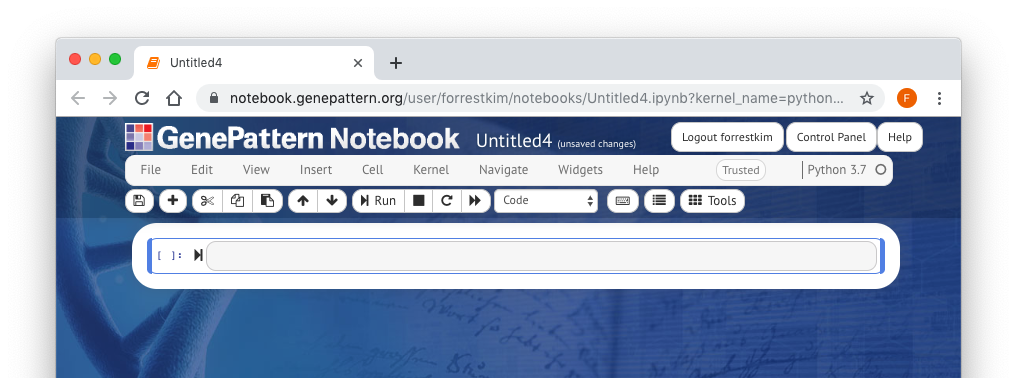 Untitled4
notebook.genepattern.org/user/forrestkim/notebooks/Untitled4.ipynb?kernel_name=python... F
GenePattern Notebook Untitled4 (unsaved changes) Logout forrestkim Control Panel Help
File Edit View Insert Cell Kernel Navigate Widgets Help Trusted Python 3.7
Run Code Tools
[ ]: